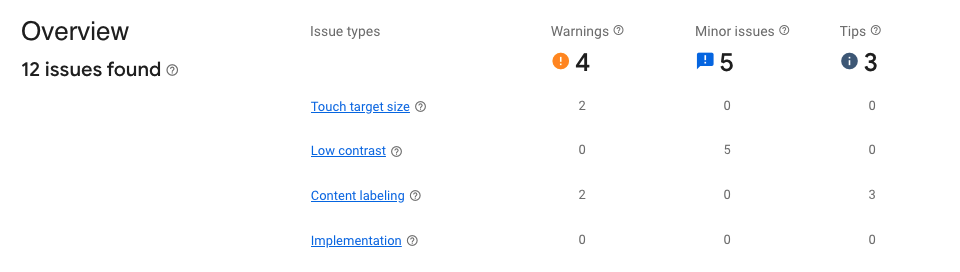 Overview
12 issues found
Issue types Warnings Minor issues Tips
4 5 3
Touch target size 2 0 0
Low contrast 0 5 0
Content labeling 2 0 3
Implementation 0 0 0